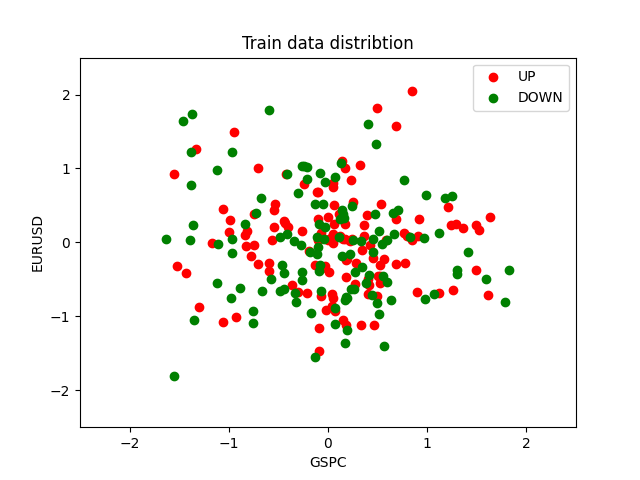 Train data distribtion
UP
DOWN
EURUSD
2
1
0
−1
−2
−2
−1
0
1
2
GSPC